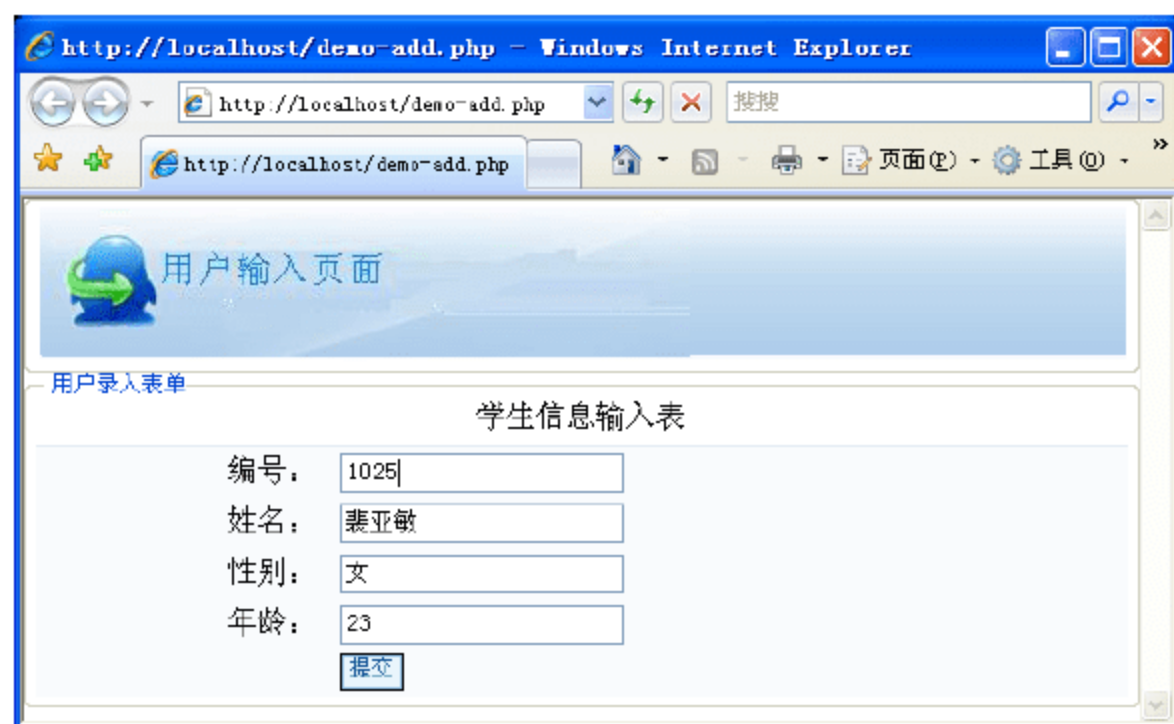 http://localhost/demo-add.php - Windows Internet Explorer
http://localhost/demo-add.php 搜搜
http://localhost/demo-add.php 页面(P) 工具(O) »
用户输入页面
用户录入表单
学生信息输入表
编号： 1025
姓名： 裴亚敏
性别： 女
年龄： 23
提交